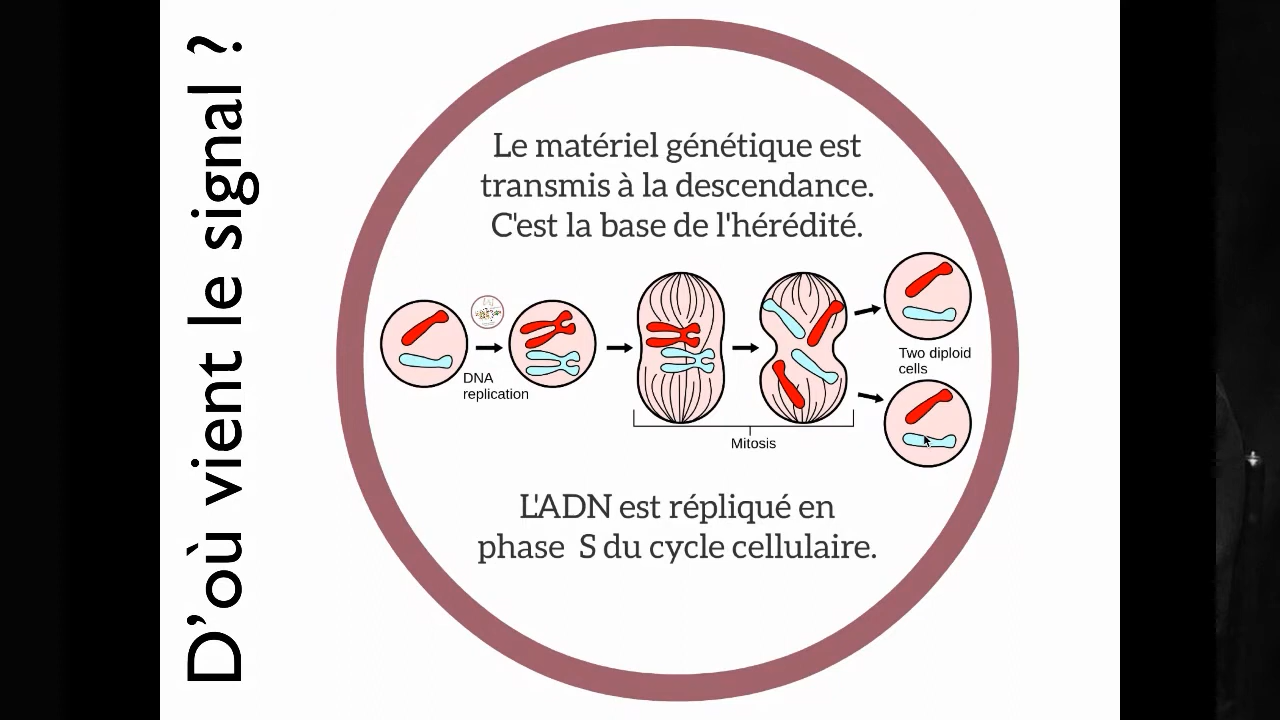 D’où vient le signal ?
Le matériel génétique est
transmis à la descendance.
C'est la base de l'hérédité.
DNA
replication
Mitosis
Two diploid
cells
L'ADN est répliqué en
phase  S du cycle cellulaire.